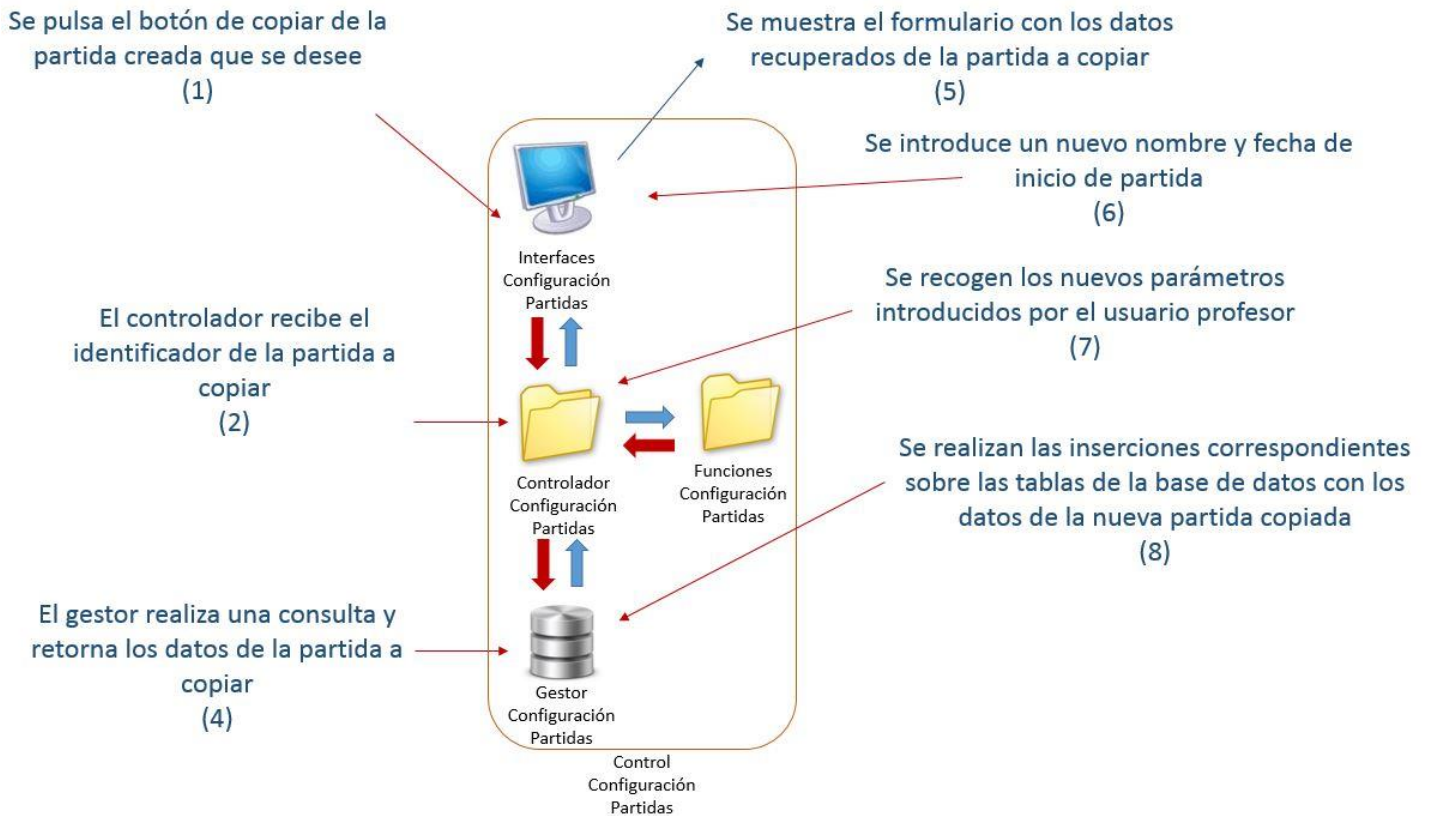 Se pulsa el botón de copiar de la
partida creada que se desee
(1)
Se muestra el formulario con los datos
recuperados de la partida a copiar
(5)
Se introduce un nuevo nombre y fecha de
inicio de partida
(6)
Interfaces
Configuración
Partidas
Se recogen los nuevos parámetros
introducidos por el usuario profesor
(7)
El controlador recibe el
identificador de la partida a
copiar
(2)
Controlador
Configuración
Partidas
Funciones
Configuración
Partidas
Se realizan las inserciones correspondientes
sobre las tablas de la base de datos con los
datos de la nueva partida copiada
(8)
El gestor realiza una consulta y
retorna los datos de la partida a
copiar
(4)
Gestor
Configuración
Partidas
Control
Configuración
Partidas